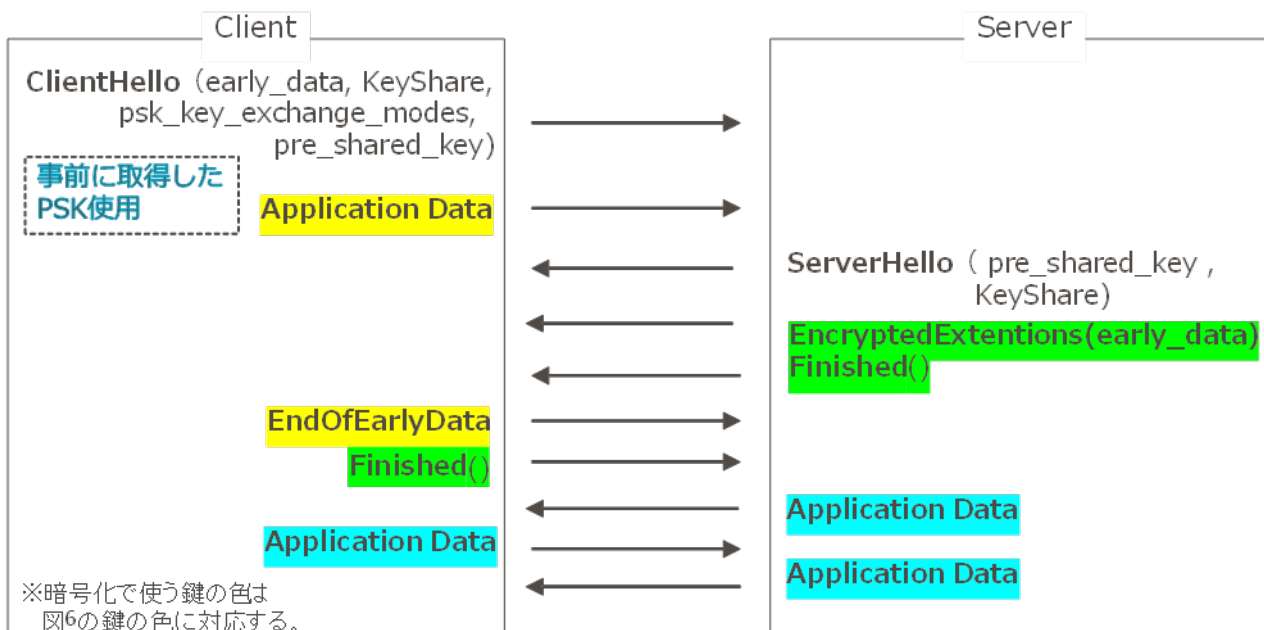 Client
Server
ClientHello（early_data, KeyShare,
psk_key_exchange_modes,
pre_shared_key)
事前に取得した
PSK使用
Application Data
ServerHello（ pre_shared_key ,
KeyShare)
EncryptedExtentions(early_data)
Finished()
EndOfEarlyData
Finished()
Application Data
Application Data
Application Data
※暗号化で使う鍵の色は
図6の鍵の色に対応する。